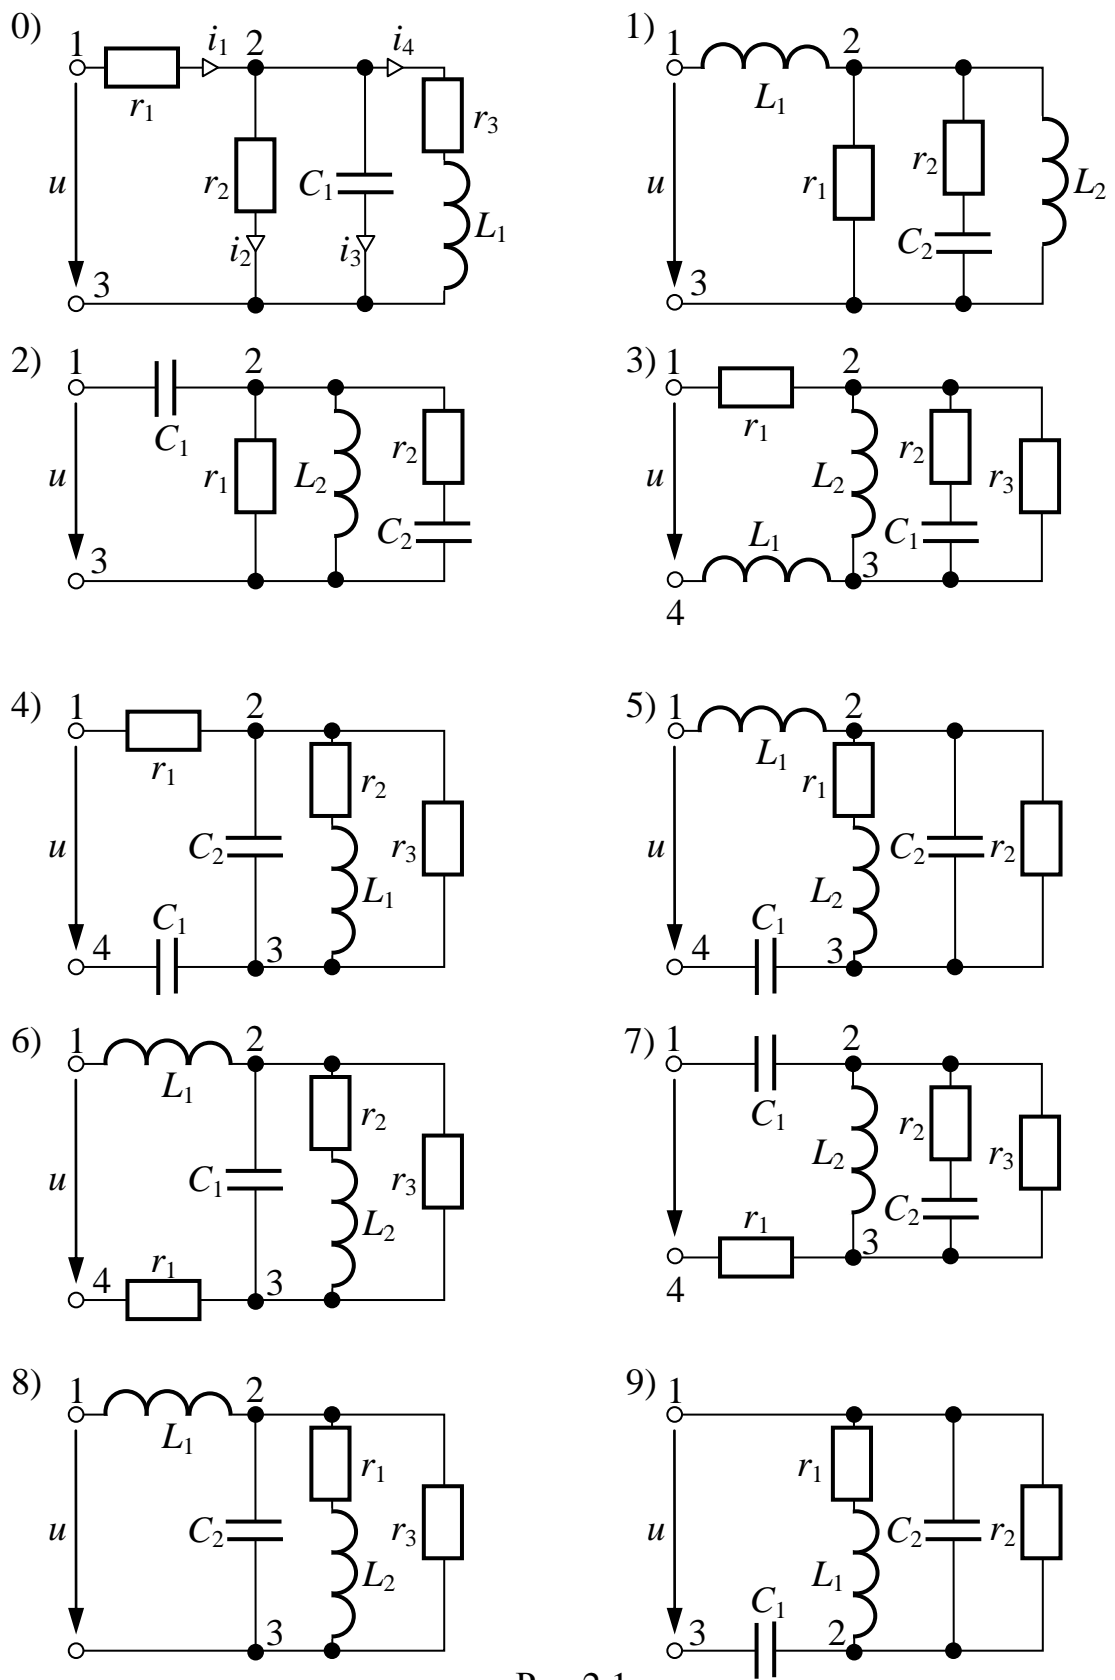 0)
1 i1 2 i4
r1 r3
u r2 C1 L1
i2 i3
3
1)
1 2
L1
u r1 r2 L2
C2
3
2)
1 2
C1
u r1 L2 r2
C2
3
3)
1 2
r1
u L2 r2 r3
L1 C1
3
4
4)
1 2
r1 r2
u C2 r3
L1
C1
4 3
5)
1 2
L1 r1
u C2 r2
L2
C1
4 3
6)
1 2
L1 r2
u C1 r3
L2
r1
4 3
7)
1 2
C1 r2
u L2 r3
C2
r1
3
4
8)
1 2
L1 r1
u C2 r3
L2
3
9)
1
r1
u C2 r2
L1
C1
3 2